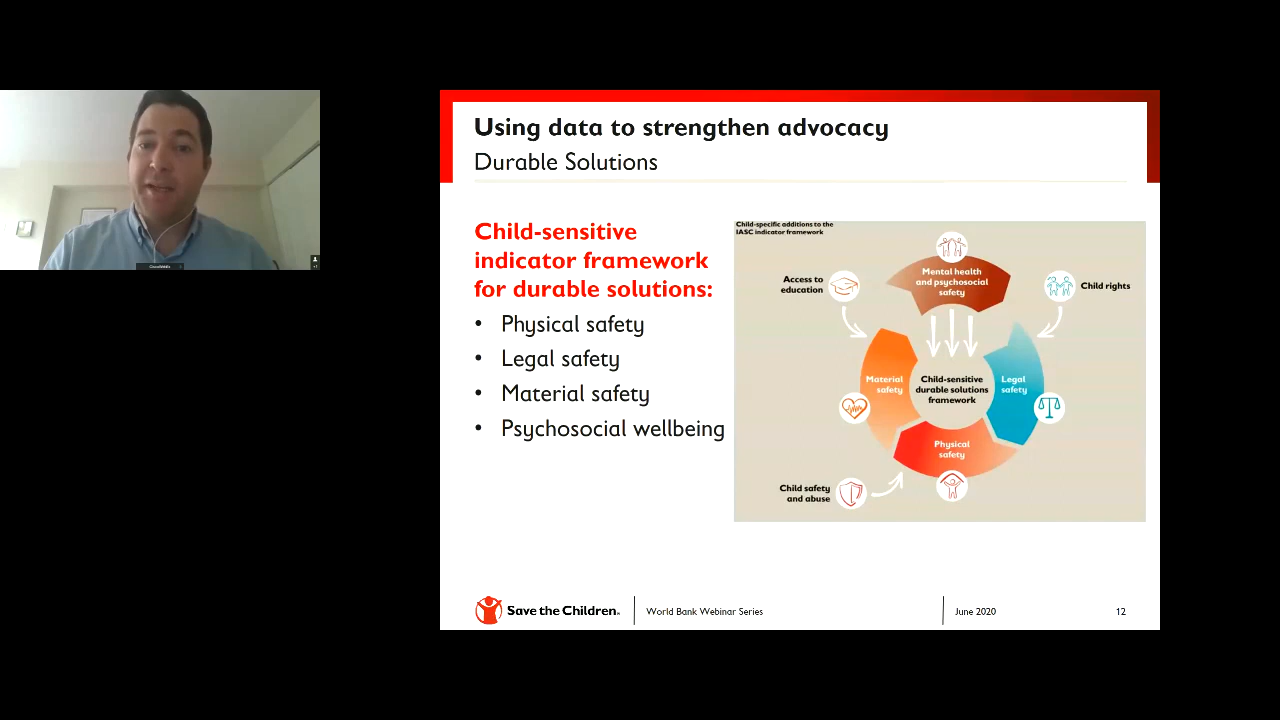 Using data to strengthen advocacy
Durable Solutions
Child-sensitive
indicator framework
for durable solutions:
• Physical safety
• Legal safety
• Material safety
• Psychosocial wellbeing
Child-specific additions to the
IASC indicator framework
Mental health
and psychosocial
safety
Access to
education
Child rights
Material
safety
Child-sensitive
durable solutions
framework
Legal
safety
Physical
safety
Child safety
and abuse
Save the Children.
World Bank Webinar Series
June 2020
12